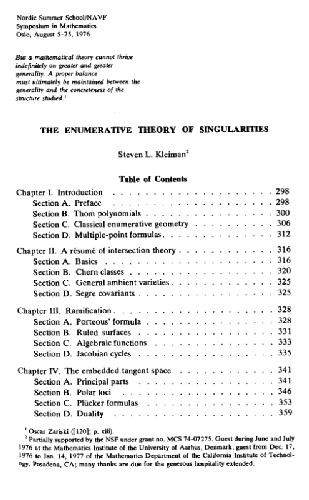 Nordic Summer School/NAVF
Symposium in Mathematics
Oslo, August 5-25, 1976
But a mathematical theory cannot thrive
indefinitely on greater and greater
generality. A proper balance
must ultimately be maintained between the
generality and the concreteness of the
structure studied.¹
THE ENUMERATIVE THEORY OF SINGULARITIES
Steven L. Kleiman²
Table of Contents
Chapter I. Introduction . . . . . . . . . . . . . . . . . . . . 298
Section A. Preface . . . . . . . . . . . . . . . . . . . . 298
Section B. Thom polynomials . . . . . . . . . . . . . . . . 300
Section C. Classical enumerative geometry . . . . . . . . . 306
Section D. Multiple-point formulas . . . . . . . . . . . . . 312
Chapter II. A résumé of intersection theory . . . . . . . . . . 316
Section A. Basics . . . . . . . . . . . . . . . . . . . . . 316
Section B. Chern classes . . . . . . . . . . . . . . . . . 320
Section C. General ambient varieties . . . . . . . . . . . . 325
Section D. Segre covariants . . . . . . . . . . . . . . . . 325
Chapter III. Ramification . . . . . . . . . . . . . . . . . . . 328
Section A. Porteous' formula . . . . . . . . . . . . . . . 328
Section B. Ruled surfaces . . . . . . . . . . . . . . . . . 331
Section C. Algebraic functions . . . . . . . . . . . . . . . 333
Section D. Jacobian cycles . . . . . . . . . . . . . . . . 335
Chapter IV. The embedded tangent space . . . . . . . . . . . 341
Section A. Principal parts . . . . . . . . . . . . . . . . . 341
Section B. Polar loci . . . . . . . . . . . . . . . . . . . 346
Section C. Plücker formulas . . . . . . . . . . . . . . . . 353
Section D. Duality . . . . . . . . . . . . . . . . . . . . 359
¹ Oscar Zariski ([120]; p. xiii).
² Partially supported by the NSF under grant no. MCS 74-07275. Guest during June and July
1976 at the Mathematics Institute of the University of Aarhus, Denmark, guest from Dec. 17,
1976 to Jan. 14, 1977 of the Mathematics Department of the California Institute of Technol-
ogy, Pasadena, CA; many thanks are due for the generous hospitality extended.